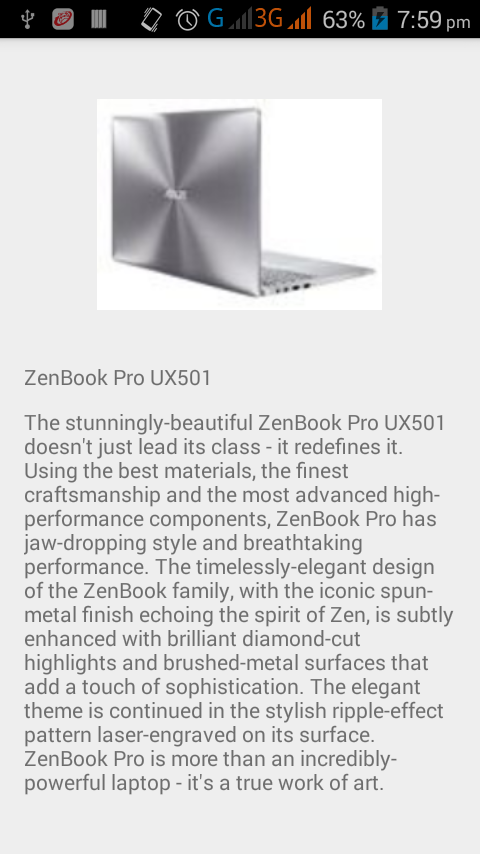 G 3G 63% 7:59 pm
ASUS
ZenBook Pro UX501
The stunningly-beautiful ZenBook Pro UX501
doesn't just lead its class - it redefines it.
Using the best materials, the finest
craftsmanship and the most advanced high-
performance components, ZenBook Pro has
jaw-dropping style and breathtaking
performance. The timelessly-elegant design
of the ZenBook family, with the iconic spun-
metal finish echoing the spirit of Zen, is subtly
enhanced with brilliant diamond-cut
highlights and brushed-metal surfaces that
add a touch of sophistication. The elegant
theme is continued in the stylish ripple-effect
pattern laser-engraved on its surface.
ZenBook Pro is more than an incredibly-
powerful laptop - it's a true work of art.